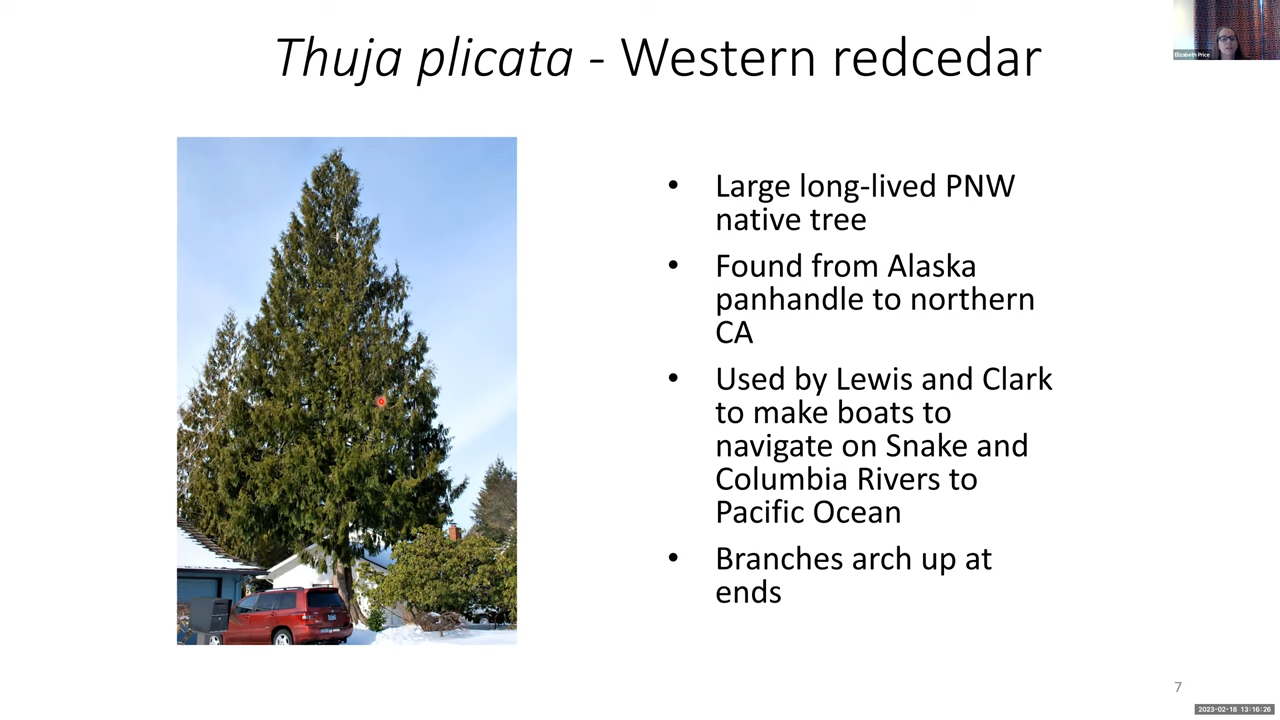 Thuja plicata - Western redcedar
Elizabeth Price
• Large long-lived PNW
native tree
• Found from Alaska
panhandle to northern
CA
• Used by Lewis and Clark
to make boats to
navigate on Snake and
Columbia Rivers to
Pacific Ocean
• Branches arch up at
ends
7
2023-02-18 13:16:26